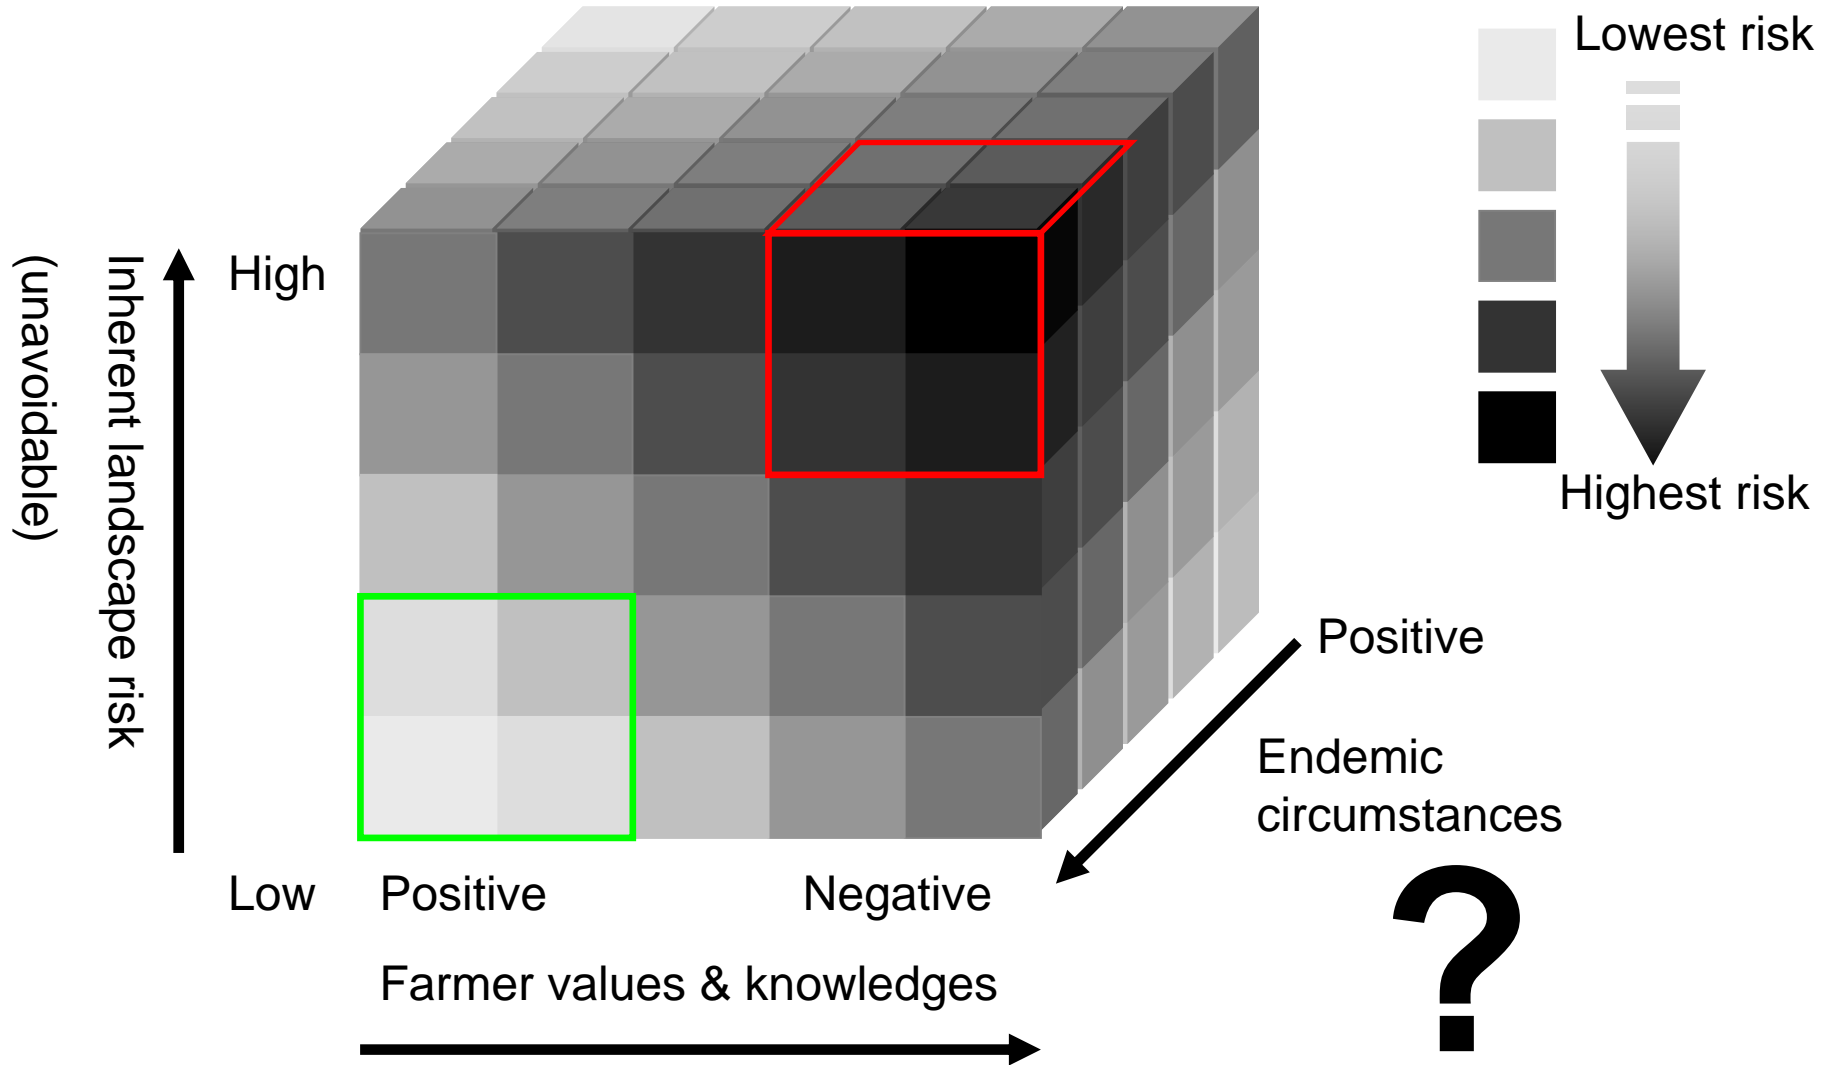 Lowest risk
Highest risk
High
Inherent landscape risk
(unavoidable)
Low
Positive
Negative
Farmer values & knowledges
Positive
Endemic
circumstances
?